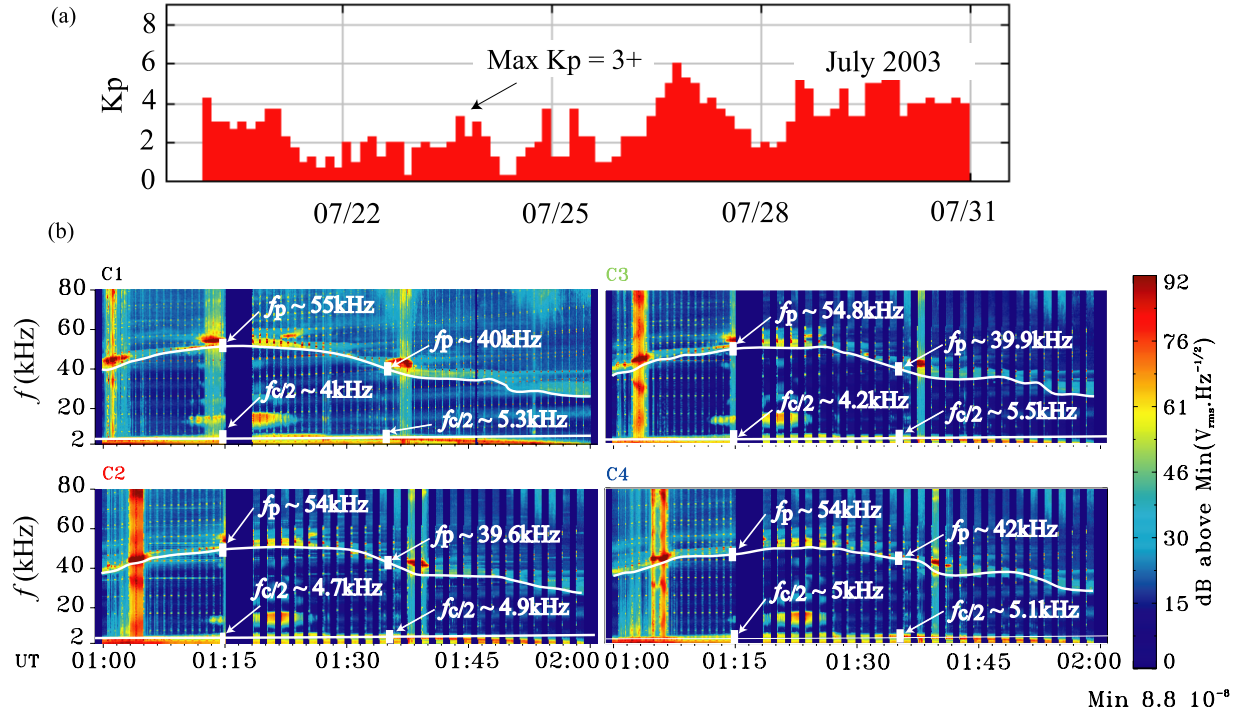 (a)
8
6
4
2
0
Kp
Max Kp = 3+
July 2003
07/22
07/25
07/28
07/31
(b)
C1
C3
80
60
40
20
2
f (kHz)
fp ~ 55kHz
fp ~ 40kHz
fc/2 ~ 4kHz
fc/2 ~ 5.3kHz
fp ~ 54.8kHz
fp ~ 39.9kHz
fc/2 ~ 4.2kHz
fc/2 ~ 5.5kHz
C2
C4
80
60
40
20
2
f (kHz)
fp ~ 54kHz
fp ~ 39.6kHz
fc/2 ~ 4.7kHz
fc/2 ~ 4.9kHz
fp ~ 54kHz
fp ~ 42kHz
fc/2 ~ 5kHz
fc/2 ~ 5.1kHz
UT
01:00 01:15 01:30 01:45 02:00
01:00 01:15 01:30 01:45 02:00
92
76
61
46
30
15
0
dB above Min(Vrms.Hz⁻¹/²)
Min 8.8 10⁻⁸